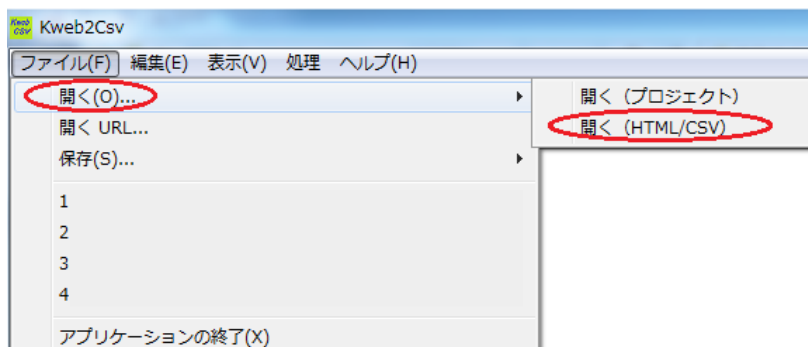 Kweb CSV Kweb2Csv
ファイル(F) 編集(E) 表示(V) 処理 ヘルプ(H)
開く(O)...
開く（プロジェクト）
開く URL...
開く（HTML/CSV）
保存(S)...
1
2
3
4
アプリケーションの終了(X)